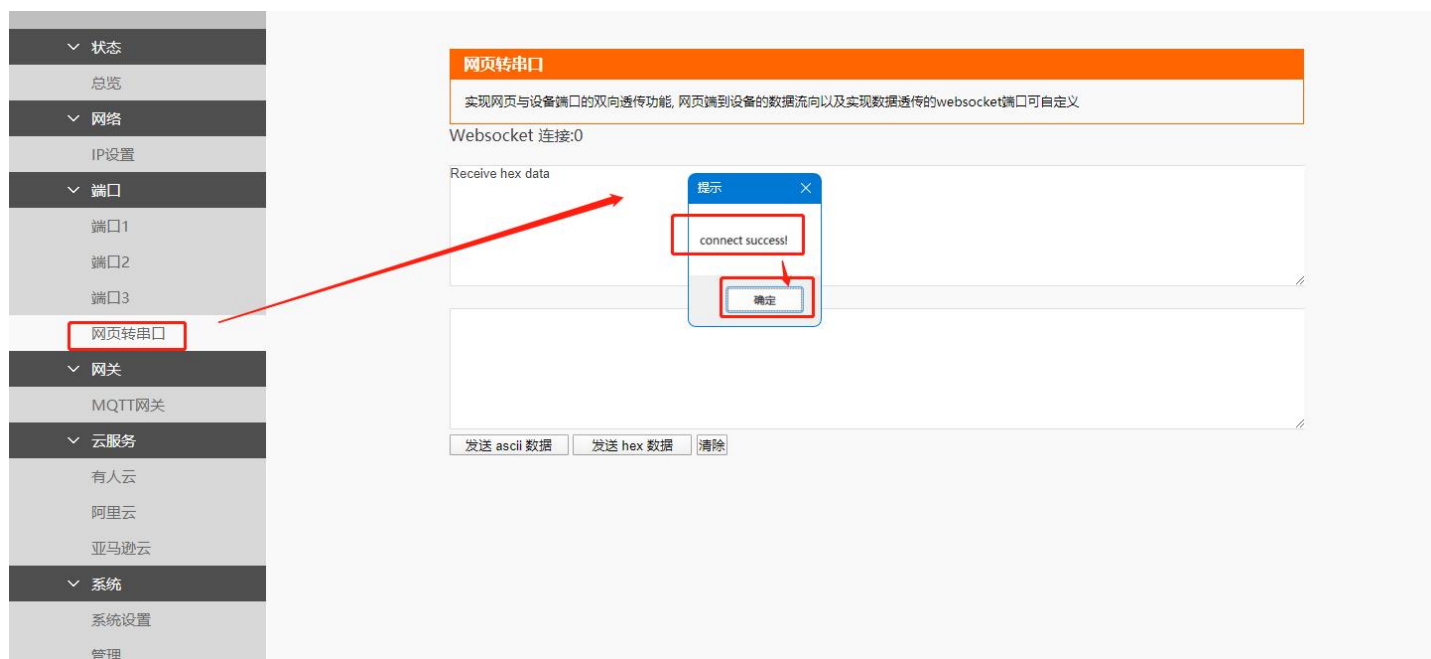 状态
总览
网络
IP设置
端口
端口1
端口2
端口3
网页转串口
网关
MQTT网关
云服务
有人云
阿里云
亚马逊云
系统
系统设置
管理
网页转串口
实现网页与设备端口的双向透传功能, 网页端到设备的数据流向以及实现数据透传的websocket端口可自定义
Websocket 连接:0
Receive hex data
提示
connect success!
确定
发送 ascii 数据 发送 hex 数据 清除